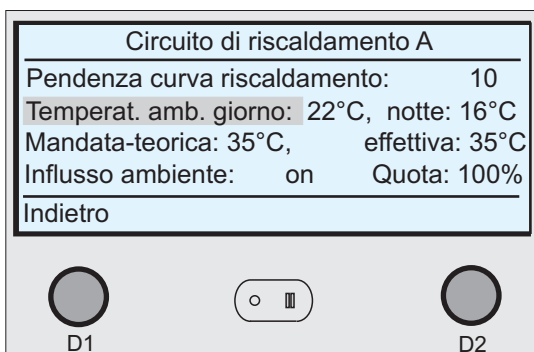 Circuito di riscaldamento A
Pendenza curva riscaldamento: 10
Temperat. amb. giorno: 22°C, notte: 16°C
Mandata-teorica: 35°C, effettiva: 35°C
Influsso ambiente: on Quota: 100%
Indietro
D1 D2